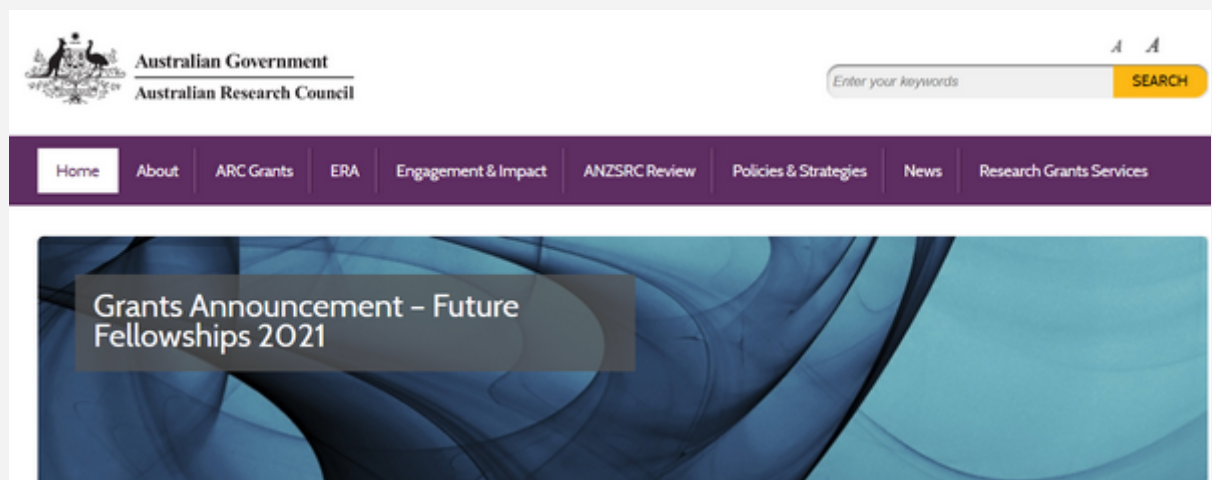 Australian Government
Australian Research Council
A A
Enter your keywords
SEARCH
Home About ARC Grants ERA Engagement & Impact ANZSRC Review Policies & Strategies News Research Grants Services
Grants Announcement – Future
Fellowships 2021